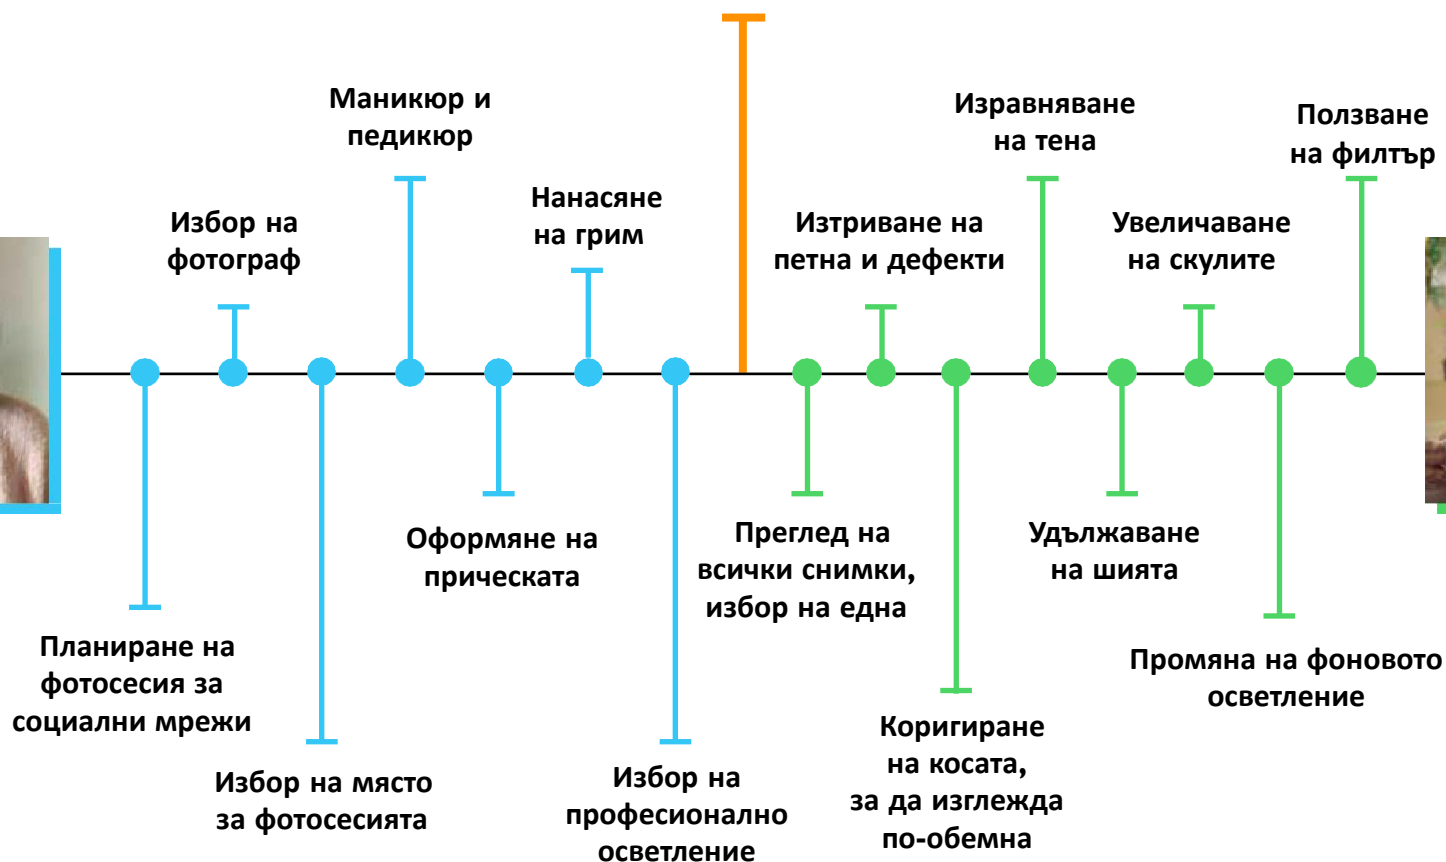 Маникюр и
педикюр
Изравняване
на тена
Ползване
на филтър
Избор на
фотограф
Нанасяне
на грим
Изтриване на
петна и дефекти
Увеличаване
на скулите
Оформяне на
прическата
Преглед на
всички снимки,
избор на една
Удължаване
на шията
Планиране на
фотосесия за
социални мрежи
Промяна на фоновото
осветление
Избор на място
за фотосесията
Избор на
професионално
осветление
Коригиране
на косата,
за да изглежда
по-обемна